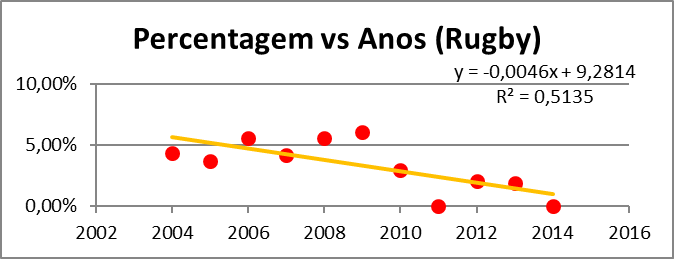 Percentagem vs Anos (Rugby)
y = -0,0046x + 9,2814
R² = 0,5135
10,00%
5,00%
0,00%
2002 2004 2006 2008 2010 2012 2014 2016